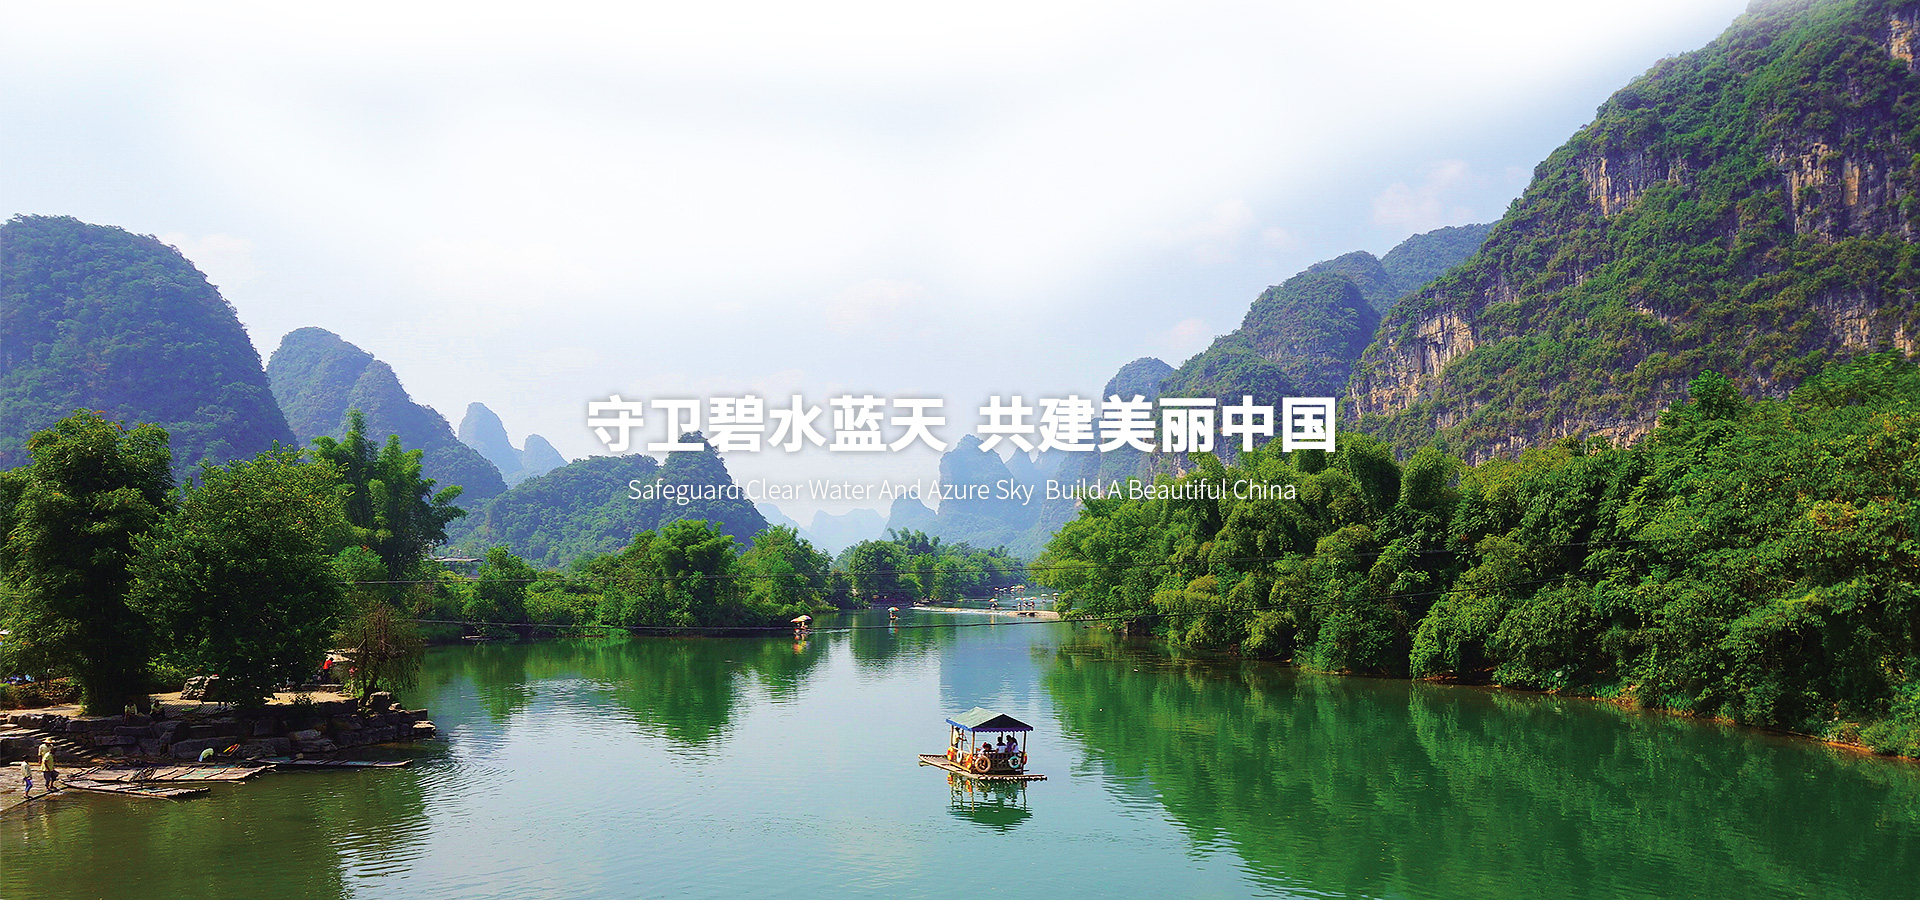 守卫碧水蓝天 共建美丽中国
Safeguard Clear Water And Azure Sky Build A Beautiful China